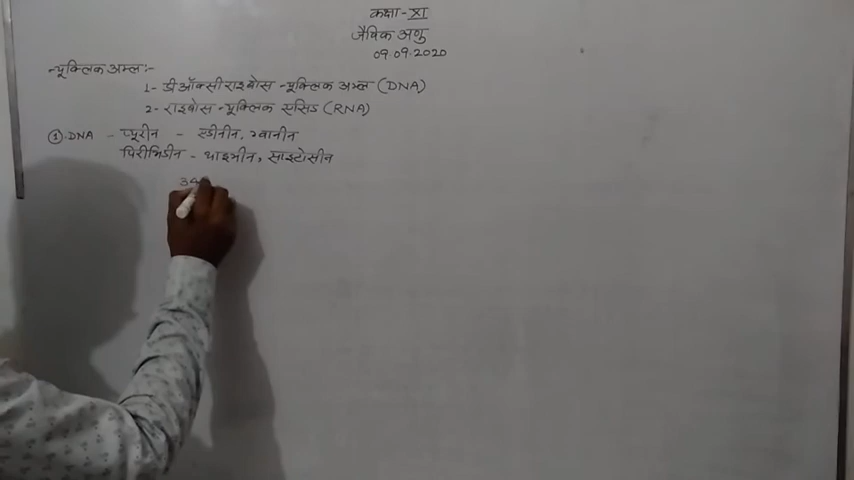 कक्षा - XI
जैविक अणु
09.09.2020
न्यूक्लिक अम्ल:-
1- डीऑक्सीराइबोस न्यूक्लिक अम्ल (DNA)
2- राइबोस न्यूक्लिक एसिड (RNA)
①.DNA - प्यूरीन - एडीनीन, ग्वानीन
पिरीमिडीन - थाइमीन, साइटोसीन